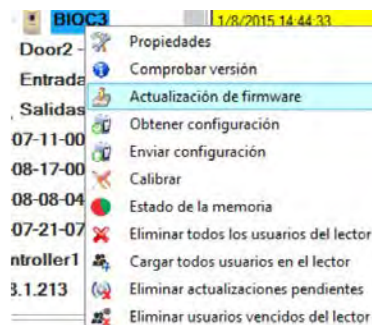 BIOC3 1/8/2015 14:44:33
Door2 -
Entrada
Salidas
07-11-00
08-17-00
08-08-04
07-21-07
ntroller1
3.1.213
Propiedades
Comprobar versión
Actualización de firmware
Obtener configuración
Enviar configuración
Calibrar
Estado de la memoria
Eliminar todos los usuarios del lector
Cargar todos usuarios en el lector
Eliminar actualizaciones pendientes
Eliminar usuarios vencidos del lector